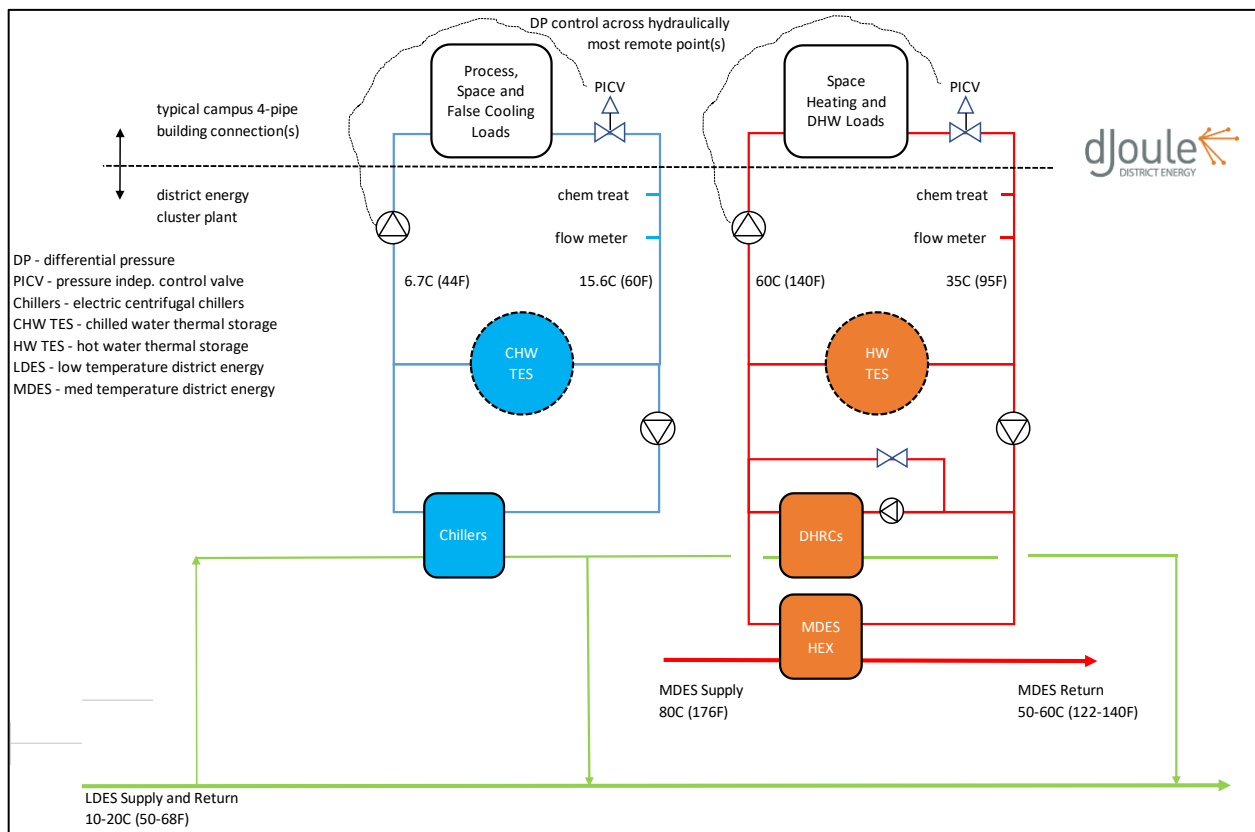 DP control across hydraulically
most remote point(s)
typical campus 4-pipe
building connection(s)
Process,
Space and
False Cooling
Loads
PICV
Space
Heating and
DHW Loads
PICV
dJoule
DISTRICT ENERGY
district energy
cluster plant
chem treat
flow meter
chem treat
flow meter
DP - differential pressure
PICV - pressure indep. control valve
Chillers - electric centrifugal chillers
CHW TES - chilled water thermal storage
HW TES - hot water thermal storage
LDES - low temperature district energy
MDES - med temperature district energy
6.7C (44F)
15.6C (60F)
60C (140F)
35C (95F)
CHW
TES
HW
TES
Chillers
DHRCs
MDES
HEX
MDES Supply
80C (176F)
MDES Return
50-60C (122-140F)
LDES Supply and Return
10-20C (50-68F)